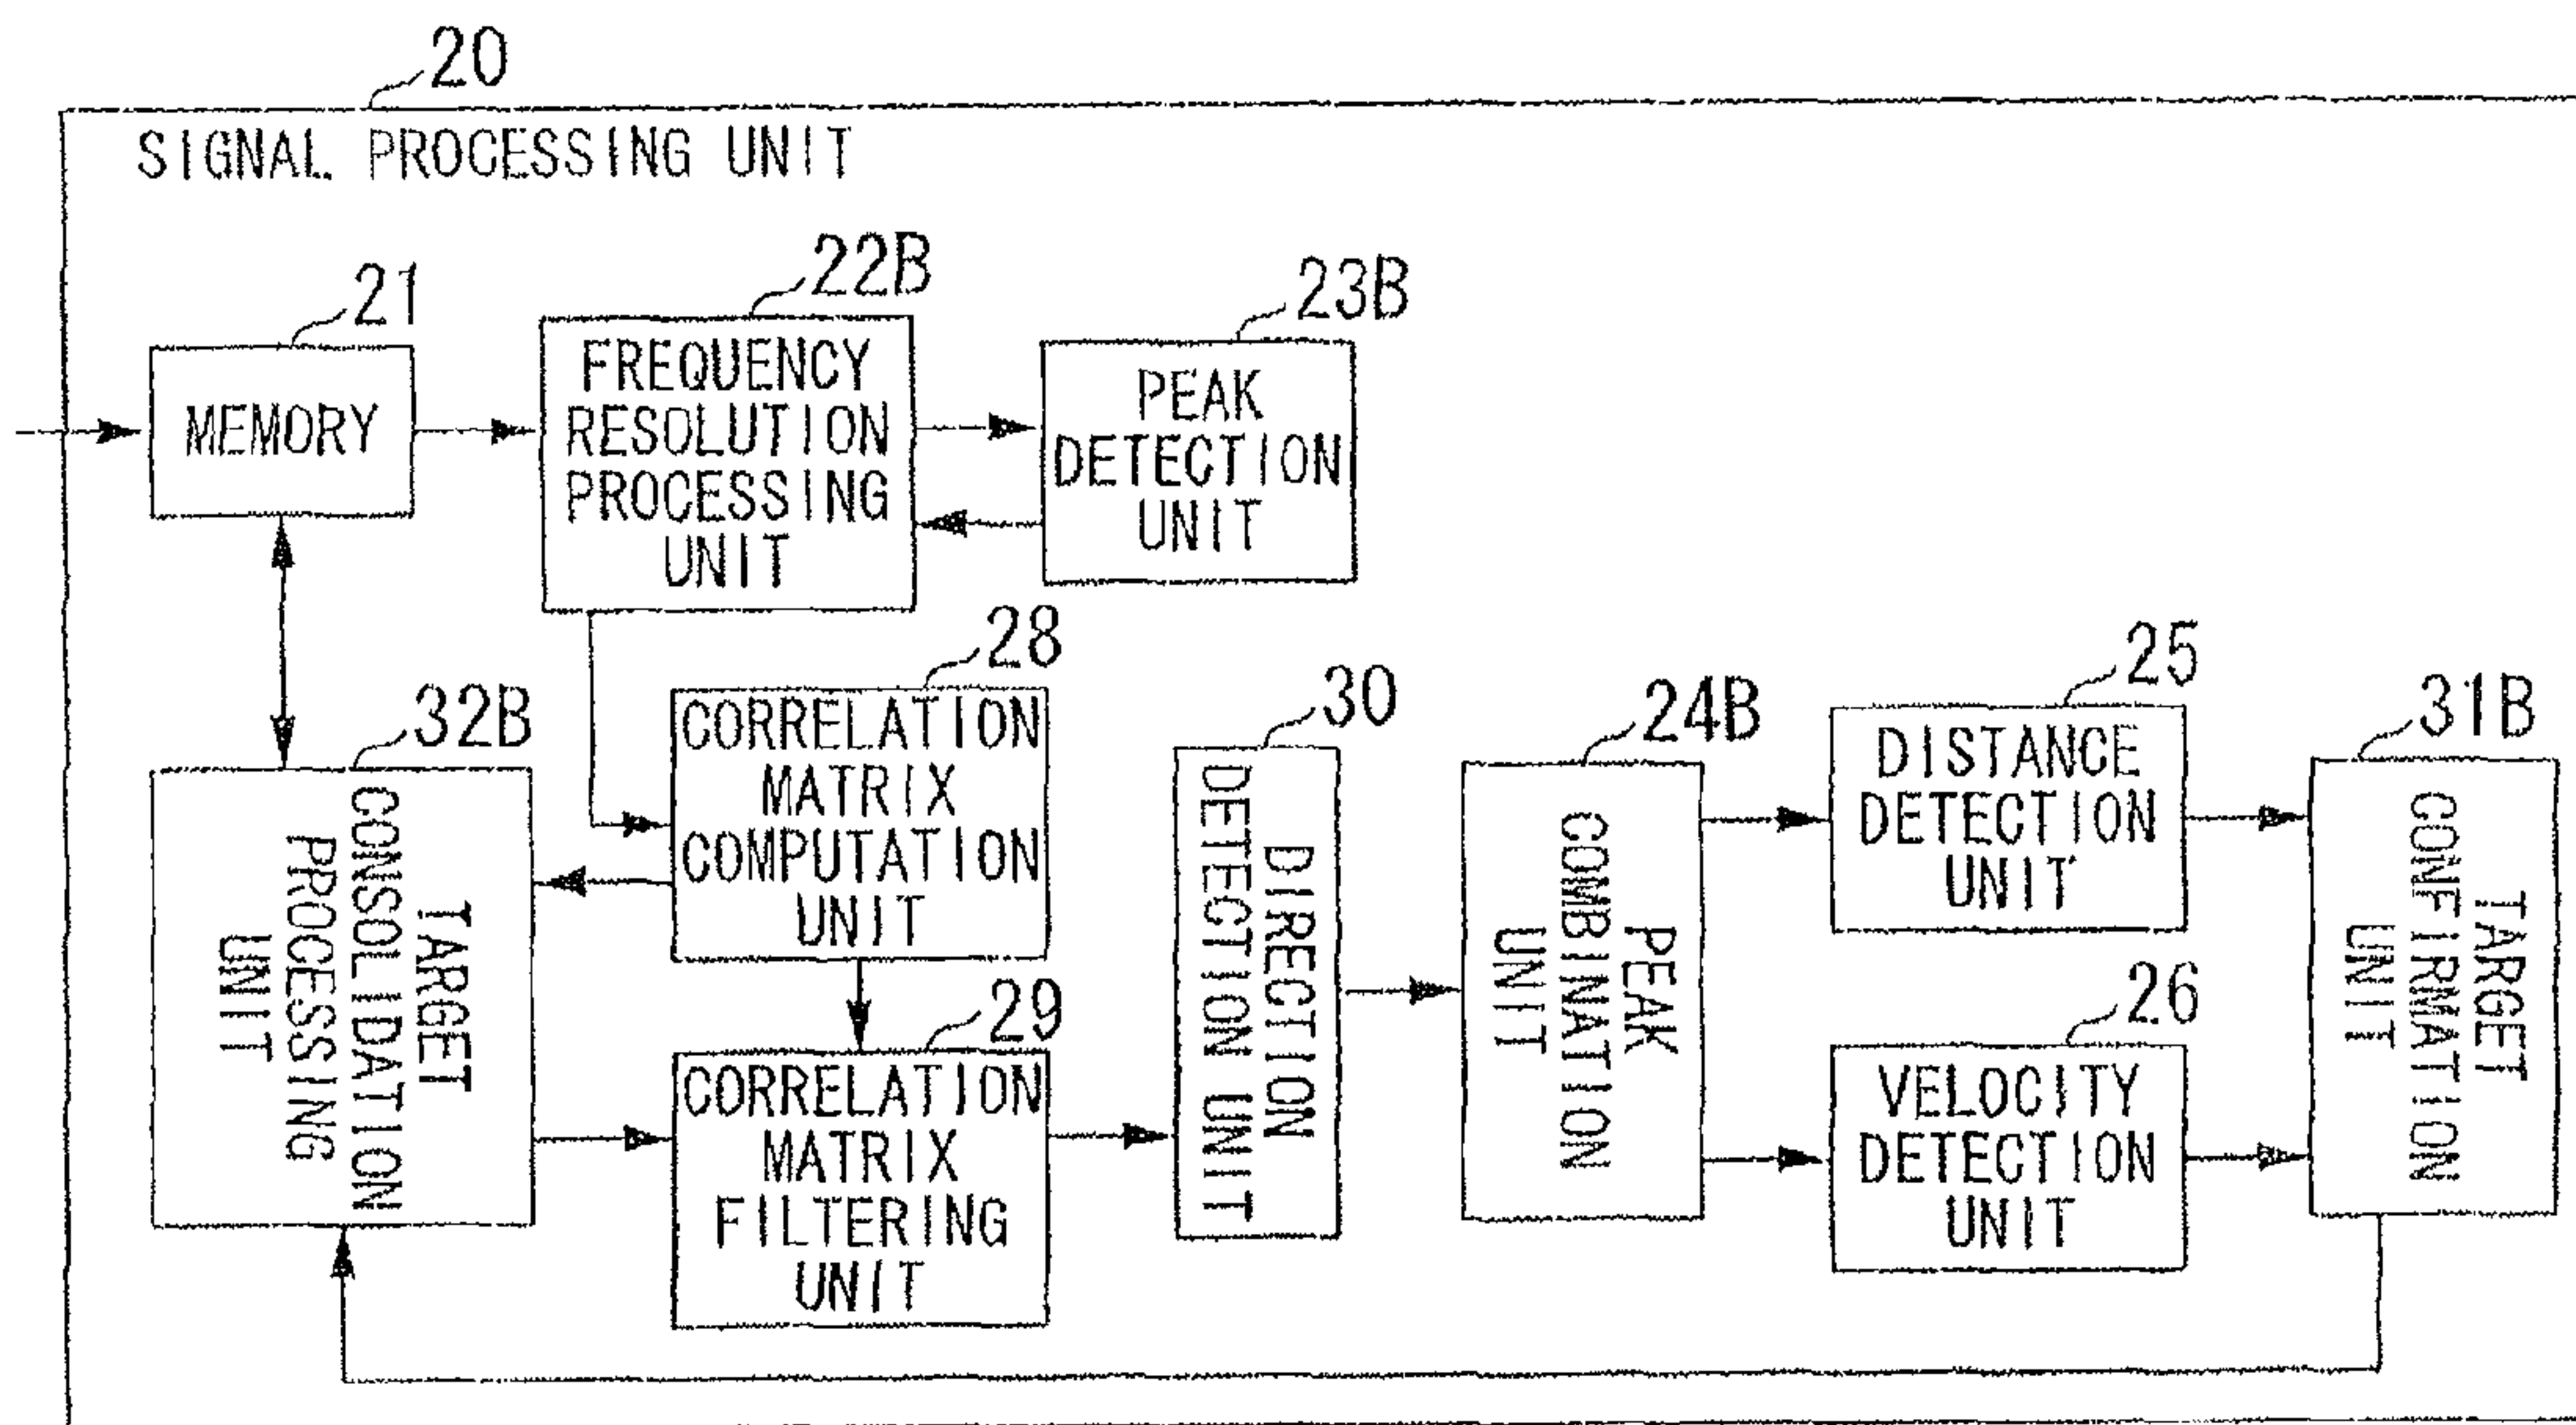 20
SIGNAL PROCESSING UNIT
21
MEMORY
22B
FREQUENCY
RESOLUTION
PROCESSING
UNIT
23B
PEAK
DETECTION
UNIT
28
CORRELATION
MATRIX
COMPUTATION
UNIT
32B
TARGET
CONSOLIDATION
PROCESSING
UNIT
29
CORRELATION
MATRIX
FILTERING
UNIT
30
DIRECTION
DETECTION UNIT
24B
PEAK
COMBINATION
UNIT
25
DISTANCE
DETECTION
UNIT
26
VELOCITY
DETECTION
UNIT
31B
TARGET
CONFIRMATION
UNIT